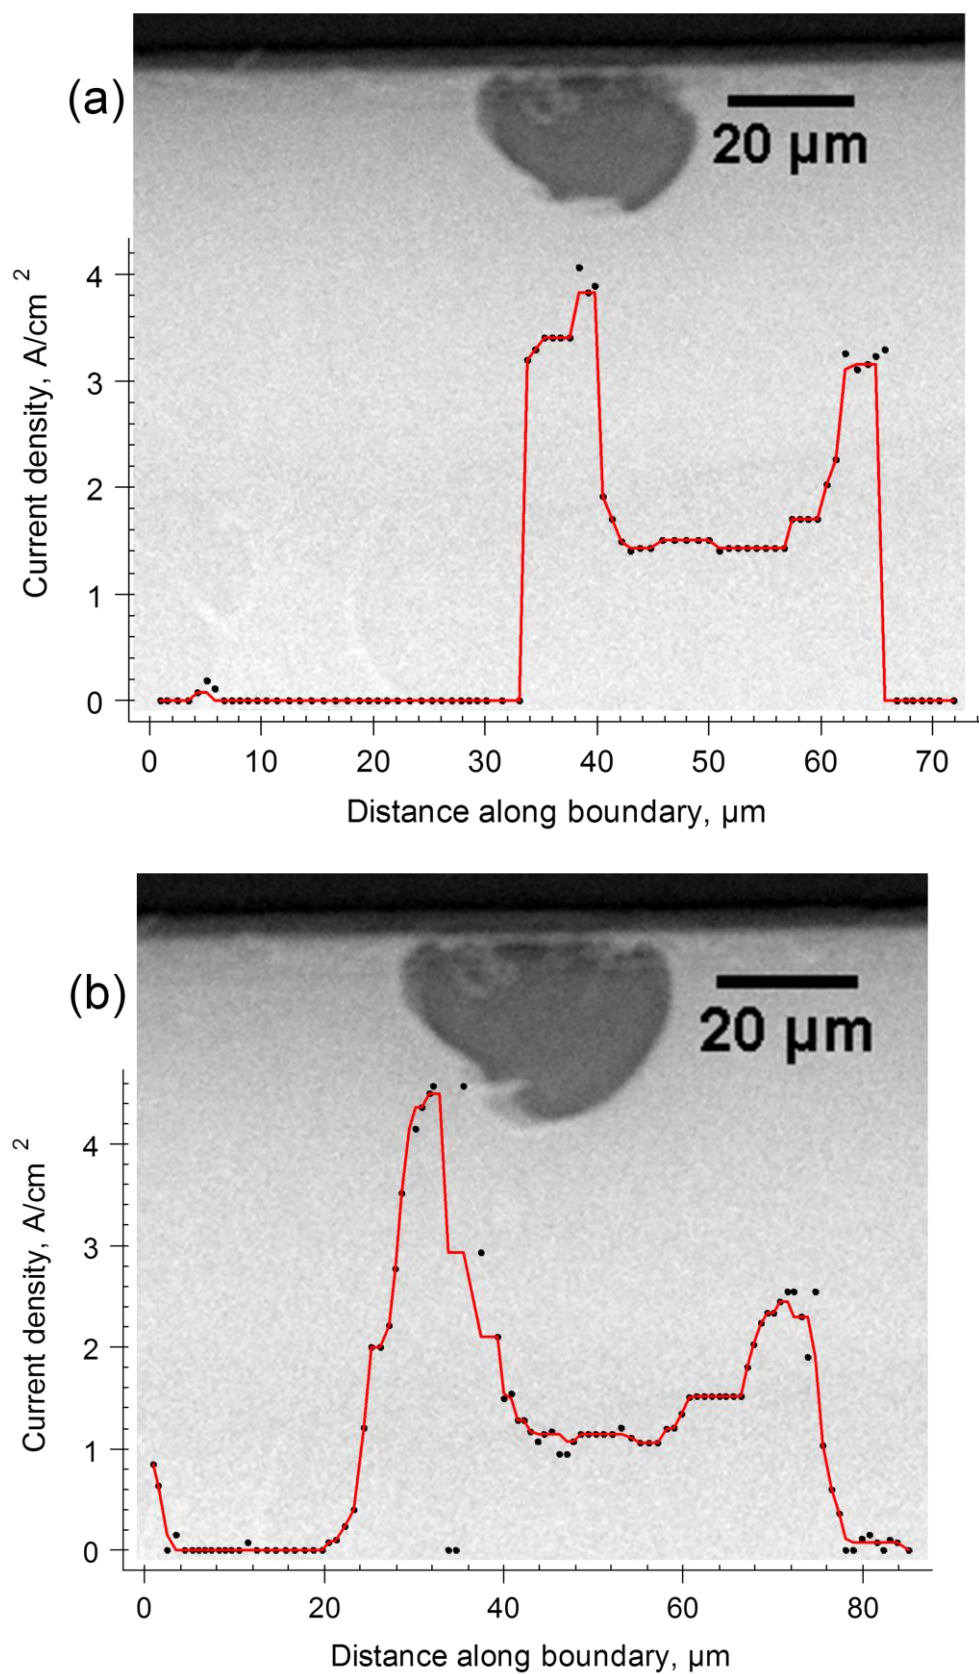 (a)
20 µm
Current density, A/cm 2
4
3
2
1
0
0 10 20 30 40 50 60 70
Distance along boundary, µm
(b)
20 µm
Current density, A/cm 2
4
3
2
1
0
0 20 40 60 80
Distance along boundary, µm